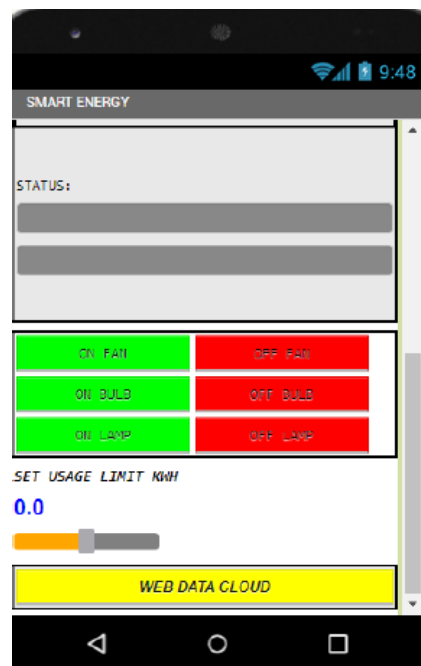 9:48
SMART ENERGY
STATUS:
ON FAN OFF FAN
ON BULB OFF BULB
ON LAMP OFF LAMP
SET USAGE LIMIT KWH
0.0
WEB DATA CLOUD